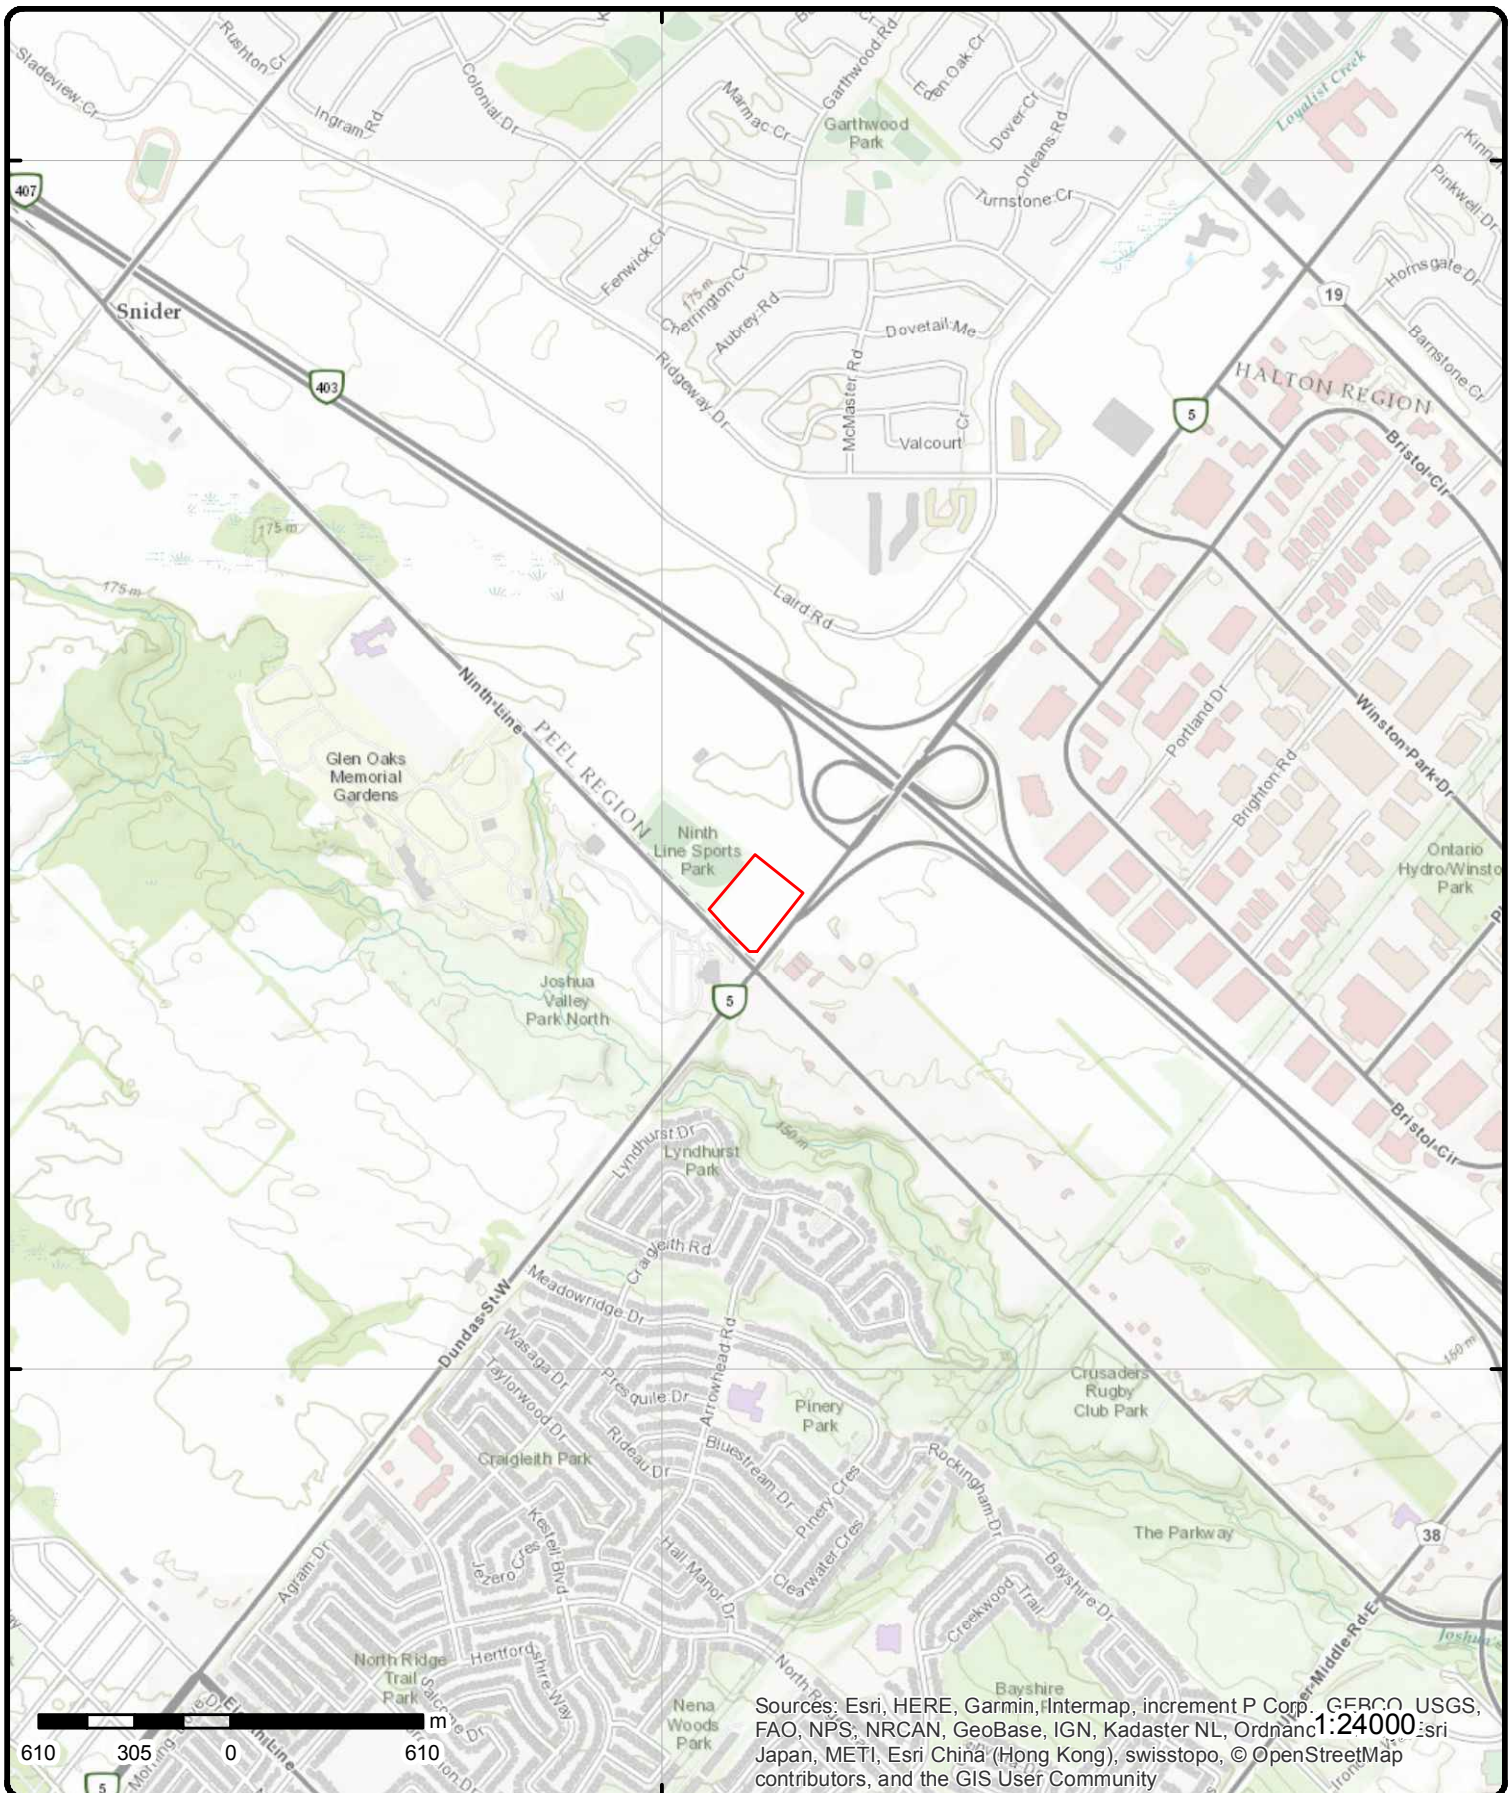 Sladeview Cr
Rushton Cr
Ingram Rd
Colonial Dr
Marmac Cr
Garthwood Rd
Garthwood
Park
Dover Cr
Orleans Rd
Turnstone Cr
Loyalist Creek
Pinkwell Dr
Hornsgate Dr
Barnstone Cr
407
Snider
403
Fenwick Cr
175 m
Cherrington Cr
Aubrey Rd
Dovetail Me
Ridgeway Dr
McMaster Rd
Valcourt
Cr
19
HALTON REGION
5
Bristol Cir
175 m
175 m
Laird Rd
Ninth Line
PEEL REGION
Glen Oaks
Memorial
Gardens
Ninth
Line Sports
Park
Portland Dr
Brighton Rd
Winston Park Dr
Ontario
Hydro/Winsto
Park
Joshua
Valley
Park North
5
Bristol Cir
150 m
Lyndhurst Dr
Lyndhurst
Park
Craigleith Rd
Meadowridge Dr
Dundas St W
Wasaga Dr
Taylorwood Dr
Presquile Dr
Arrowhead Rd
Pinery
Park
Crusaders
Rugby
Club Park
150 m
Craigleith Park
Rideau Dr
Bluestream Dr
Pinery Cres
Rockingham Dr
Clearwater Cres
The Parkway
38
Kestell Blvd
Jezero Cres
Hall Manor Dr
Agram Dr
Creekwood
Trail
Bayshire Dr
North Ridge
Trail
Park
Hertford
shire Way
Nena
Woods
Park
Bayshire
610 305 0 610
m
1:24000
Sources: Esri, HERE, Garmin, Intermap, increment P Corp., GEBCO, USGS,
FAO, NPS, NRCAN, GeoBase, IGN, Kadaster NL, Ordnanc Esri
Japan, METI, Esri China (Hong Kong), swisstopo, © OpenStreetMap
contributors, and the GIS User Community
5